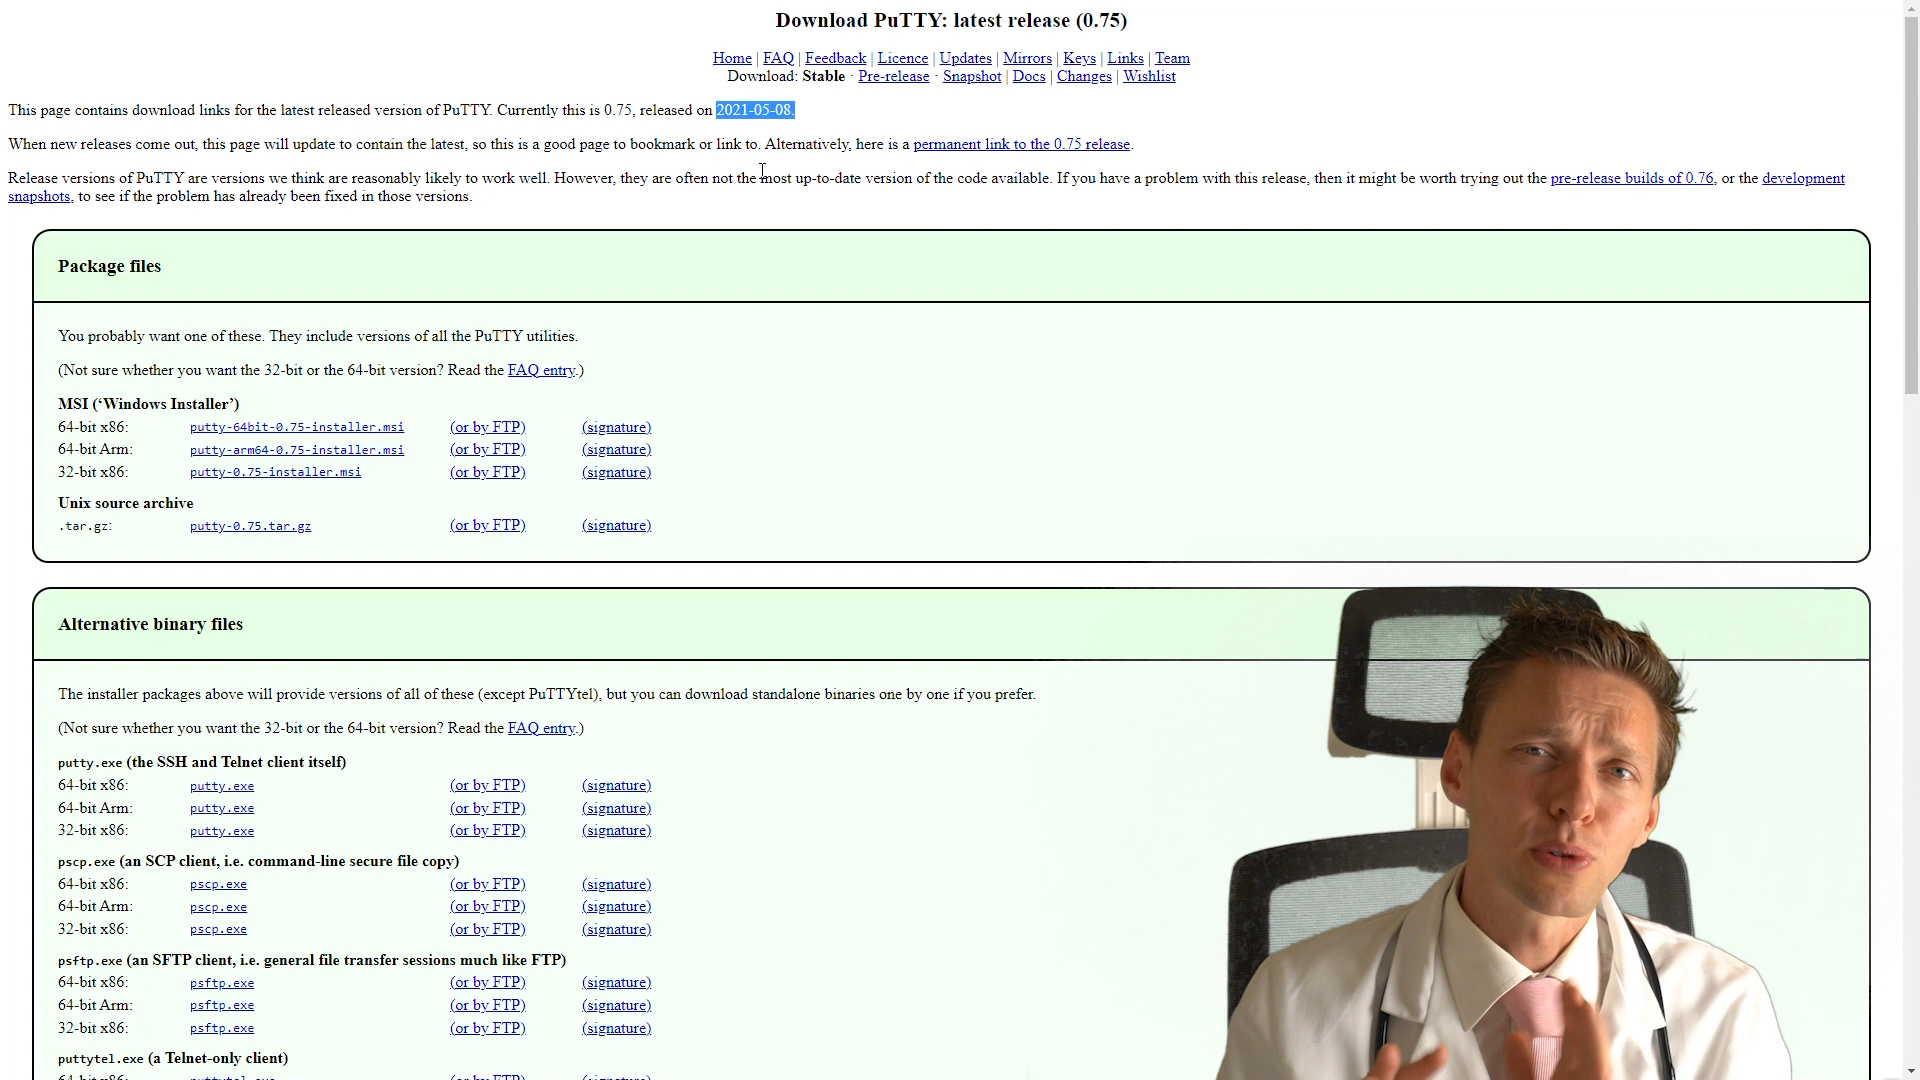 Download PuTTY: latest release (0.75)
Home | FAQ | Feedback | Licence | Updates | Mirrors | Keys | Links | Team
Download: Stable · Pre-release · Snapshot | Docs | Changes | Wishlist
This page contains download links for the latest released version of PuTTY. Currently this is 0.75, released on 2021-05-08.
When new releases come out, this page will update to contain the latest, so this is a good page to bookmark or link to. Alternatively, here is a permanent link to the 0.75 release.
Release versions of PuTTY are versions we think are reasonably likely to work well. However, they are often not the most up-to-date version of the code available. If you have a problem with this release, then it might be worth trying out the pre-release builds of 0.76, or the development
snapshots, to see if the problem has already been fixed in those versions.
Package files
You probably want one of these. They include versions of all the PuTTY utilities.
(Not sure whether you want the 32-bit or the 64-bit version? Read the FAQ entry.)
MSI (‘Windows Installer’)
64-bit x86: putty-64bit-0.75-installer.msi (or by FTP) (signature)
64-bit Arm: putty-arm64-0.75-installer.msi (or by FTP) (signature)
32-bit x86: putty-0.75-installer.msi (or by FTP) (signature)
Unix source archive
.tar.gz: putty-0.75.tar.gz (or by FTP) (signature)
Alternative binary files
The installer packages above will provide versions of all of these (except PuTTYtel), but you can download standalone binaries one by one if you prefer.
(Not sure whether you want the 32-bit or the 64-bit version? Read the FAQ entry.)
putty.exe (the SSH and Telnet client itself)
64-bit x86: putty.exe (or by FTP) (signature)
64-bit Arm: putty.exe (or by FTP) (signature)
32-bit x86: putty.exe (or by FTP) (signature)
pscp.exe (an SCP client, i.e. command-line secure file copy)
64-bit x86: pscp.exe (or by FTP) (signature)
64-bit Arm: pscp.exe (or by FTP) (signature)
32-bit x86: pscp.exe (or by FTP) (signature)
psftp.exe (an SFTP client, i.e. general file transfer sessions much like FTP)
64-bit x86: psftp.exe (or by FTP) (signature)
64-bit Arm: psftp.exe (or by FTP) (signature)
32-bit x86: psftp.exe (or by FTP) (signature)
puttytel.exe (a Telnet-only client)